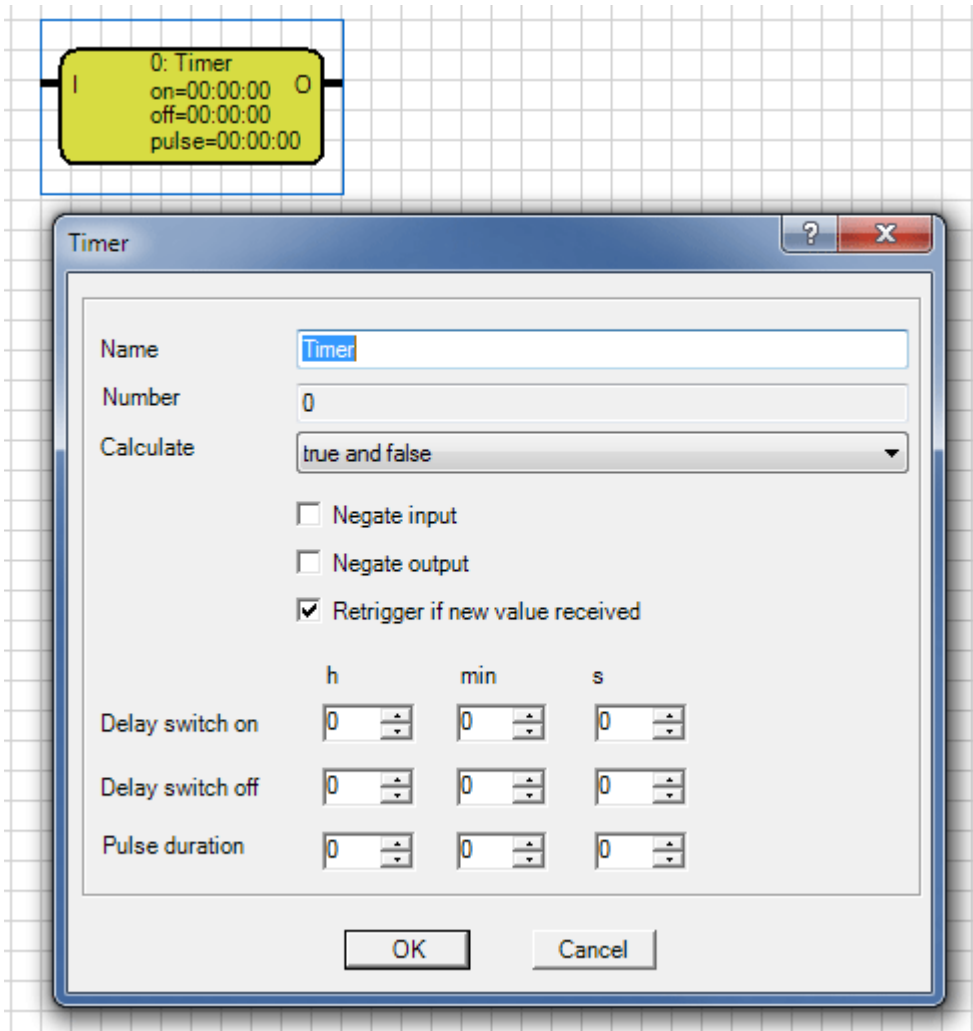 0: Timer
I on=00:00:00 O
off=00:00:00
pulse=00:00:00
Timer ? X
Name Timer
Number 0
Calculate true and false
Negate input
Negate output
Retrigger if new value received
h min s
Delay switch on 0 0 0
Delay switch off 0 0 0
Pulse duration 0 0 0
OK Cancel